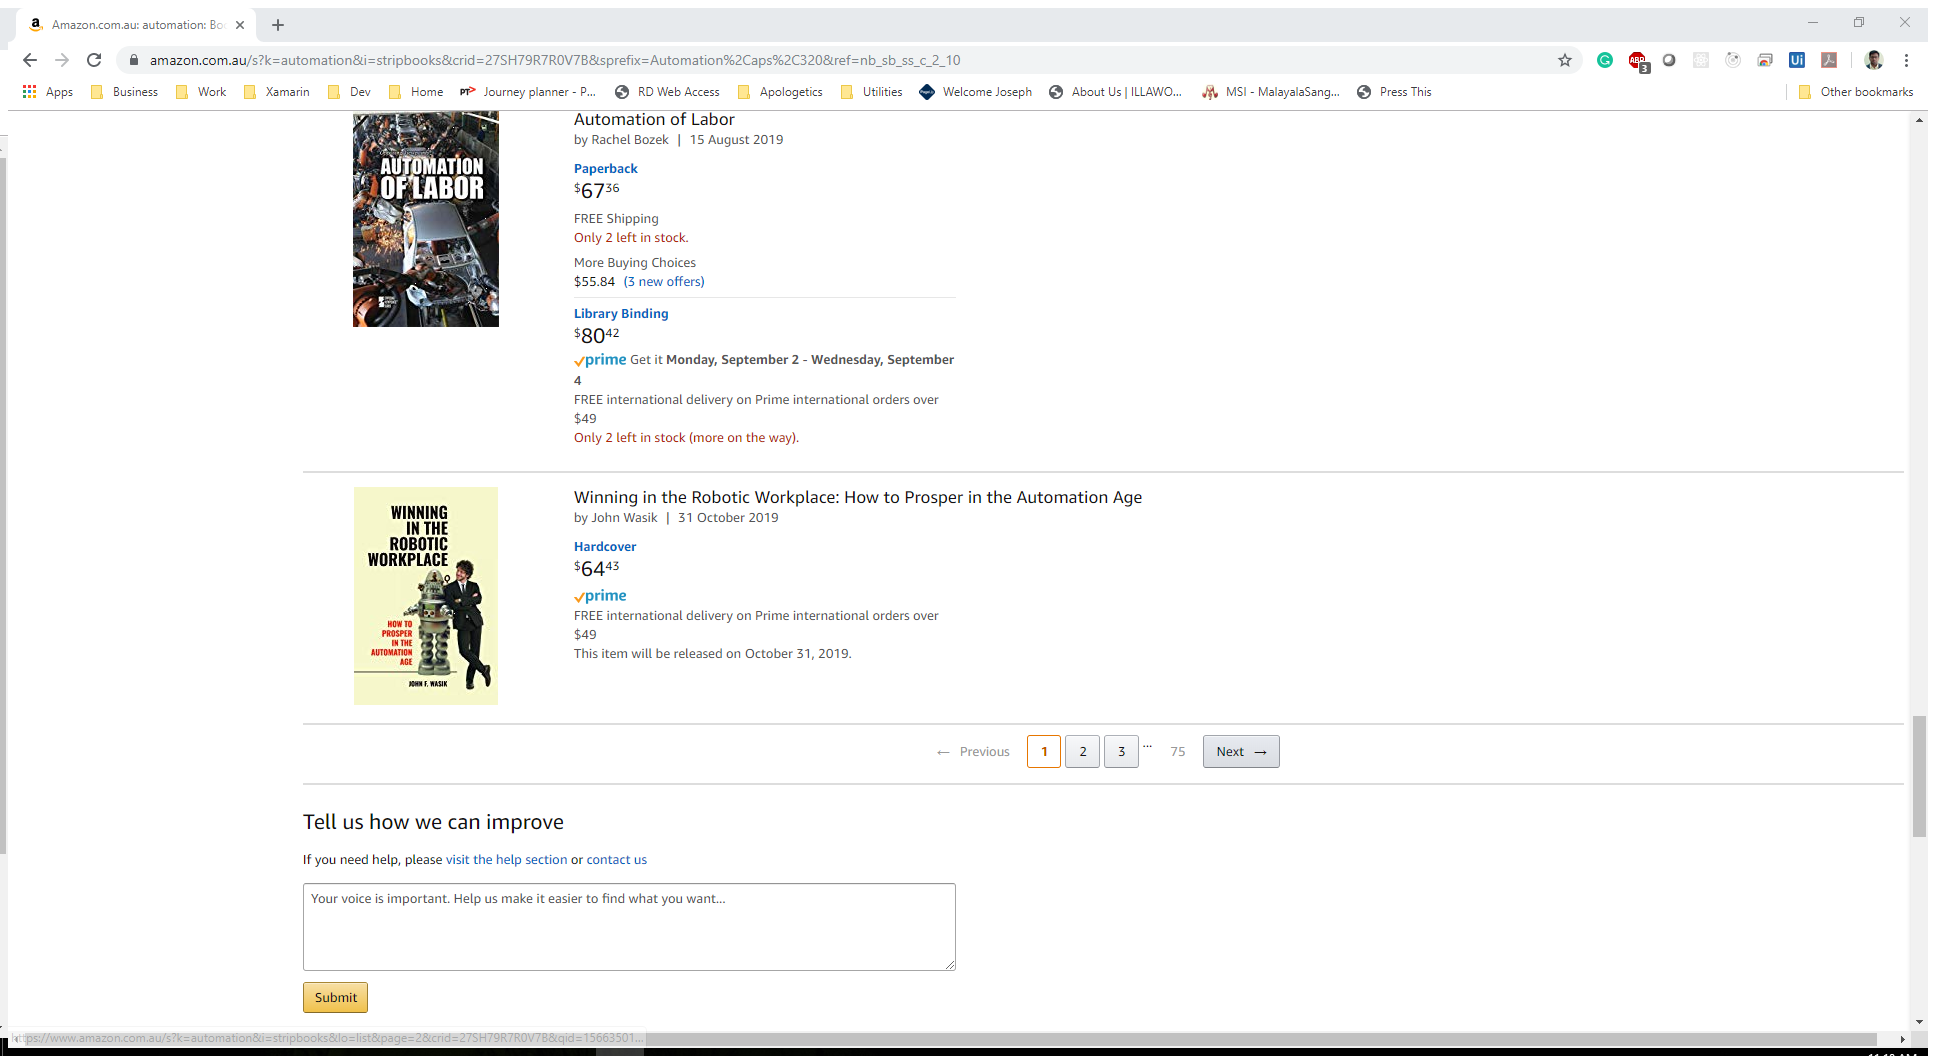 Amazon.com.au: automation: Bo
amazon.com.au/s?k=automation&i=stripbooks&crid=27SH79R7R0V7B&sprefix=Automation%2Caps%2C320&ref=nb_sb_ss_c_2_10
ABP 3 Ui
Apps Business Work Xamarin Dev Home PT> Journey planner - P... RD Web Access Apologetics Utilities Welcome Joseph About Us | ILLAWO... MSI - MalayalaSang... Press This Other bookmarks
AUTOMATION
OF LABOR
Automation of Labor
by Rachel Bozek | 15 August 2019
Paperback
$67 36
FREE Shipping
Only 2 left in stock.
More Buying Choices
$55.84 (3 new offers)
Library Binding
$80 42
prime Get it Monday, September 2 - Wednesday, September
4
FREE international delivery on Prime international orders over
$49
Only 2 left in stock (more on the way).
WINNING
IN THE
ROBOTIC
WORKPLACE
HOW TO
PROSPER
IN THE
AUTOMATION
AGE
JOHN F. WASIK
Winning in the Robotic Workplace: How to Prosper in the Automation Age
by John Wasik | 31 October 2019
Hardcover
$64 43
prime
FREE international delivery on Prime international orders over
$49
This item will be released on October 31, 2019.
← Previous 1 2 3 ... 75 Next →
Tell us how we can improve
If you need help, please visit the help section or contact us
Your voice is important. Help us make it easier to find what you want...
Submit
https://www.amazon.com.au/s?k=automation&i=stripbooks&lo=list&page=2&crid=27SH79R7R0V7B&qid=15663501...